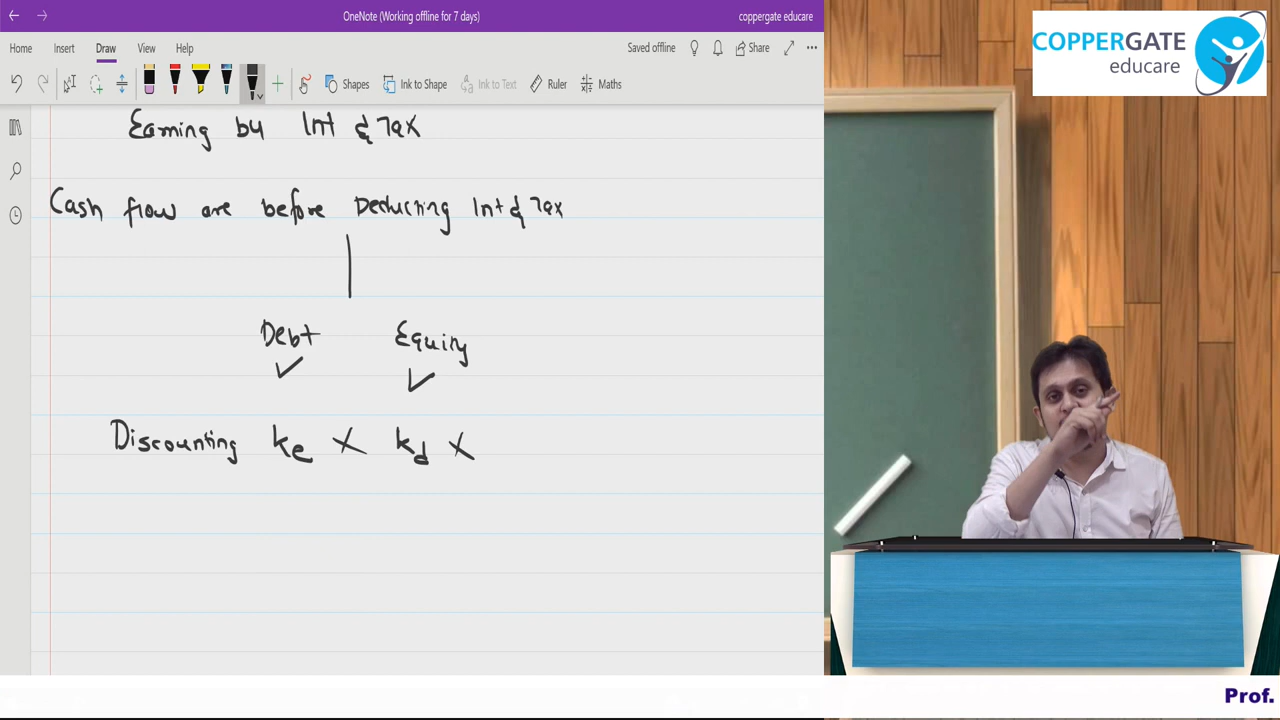 OneNote (Working offline for 7 days)
coppergate educare
Home Insert Draw View Help
Saved offline Share
Shapes Ink to Shape Ink to Text Ruler Maths
COPPERGATE
educare
Earning b4 Int & Tax
Cash flow are before Deducting Int & Tax
Debt Equity
✓ ✓
Discounting ke X kd X
Prof.